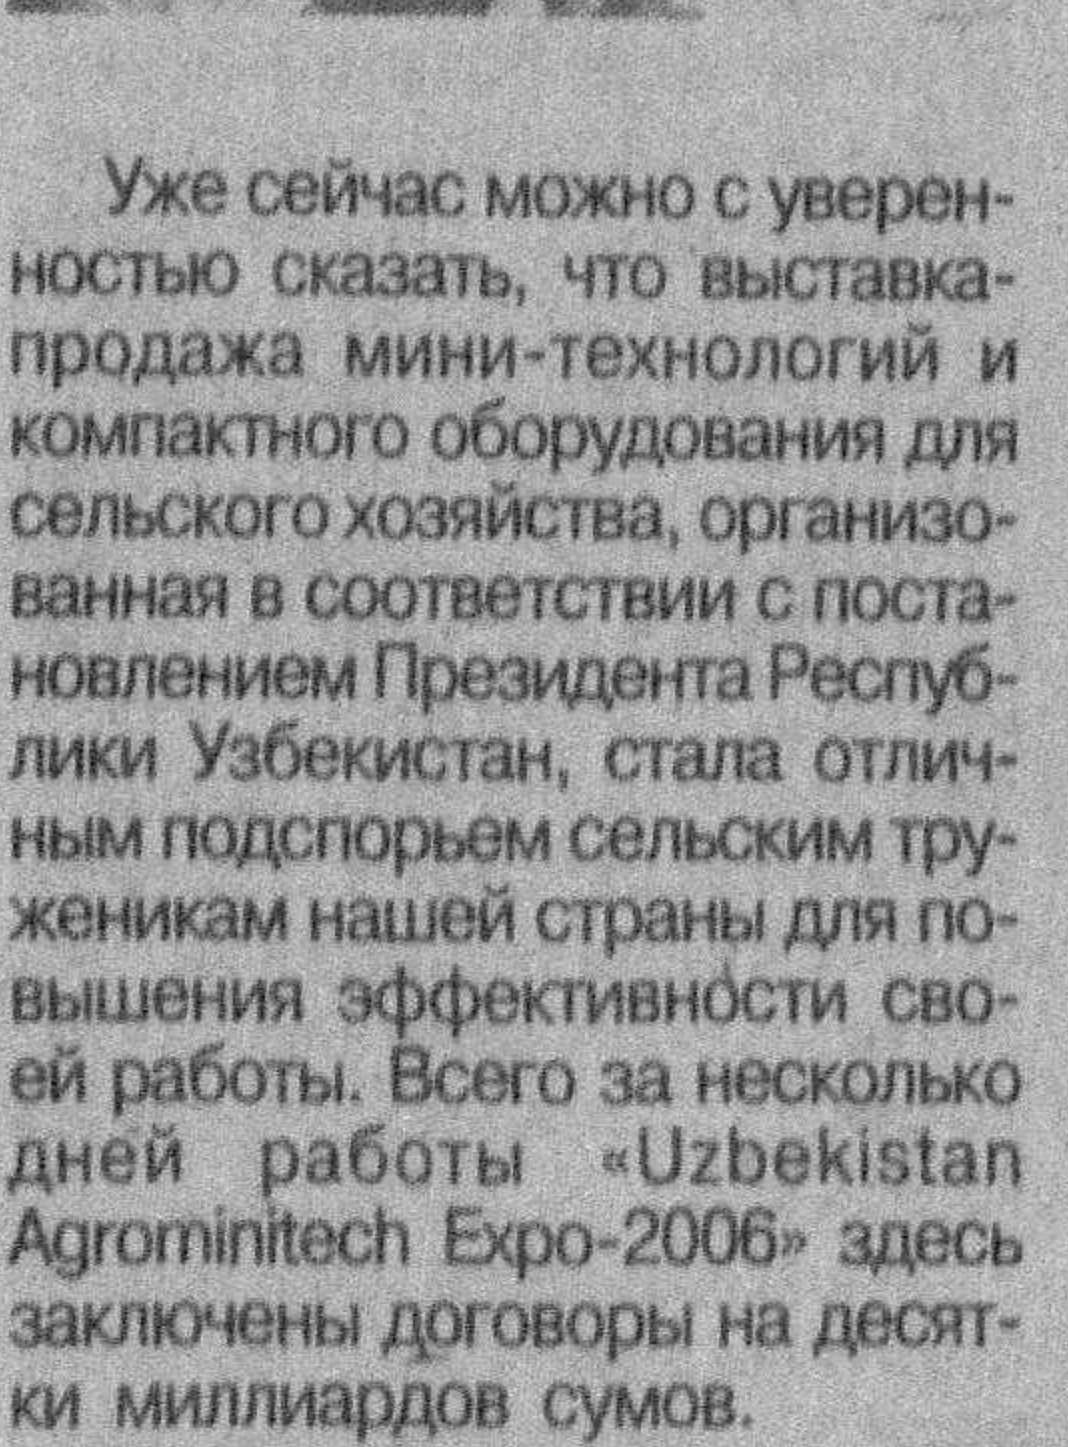 Уже сейчас можно с уверен-
ностью сказать, что выставка-
продажа мини-технологий и
компактного оборудования для
сельского хозяйства, организо-
ванная в соответствии с поста-
новлением Президента Респуб-
лики Узбекистан, стала отлич-
ным подспорьем сельским тру-
женикам нашей страны для по-
вышения эффективности сво-
ей работы. Всего за несколько
дней работы «Uzbekistan
Agrominitech Expo-2006» здесь
заключены договоры на десят-
ки миллиардов сумов.